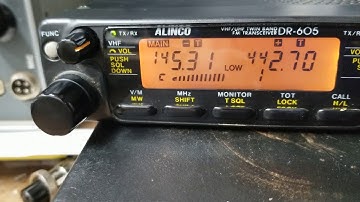 TX/RX ALINCO VHF/UHF TWIN BAND FM TRANSCEIVER DR-605 TX/
FUNC
VHF
VOL
PUSH
SQL
DOWN
MAIN - T + T
145.31 LOW 442.70
V/M MHz MONITOR TOT CALL
MW SHIFT T SQL LOCK H/L